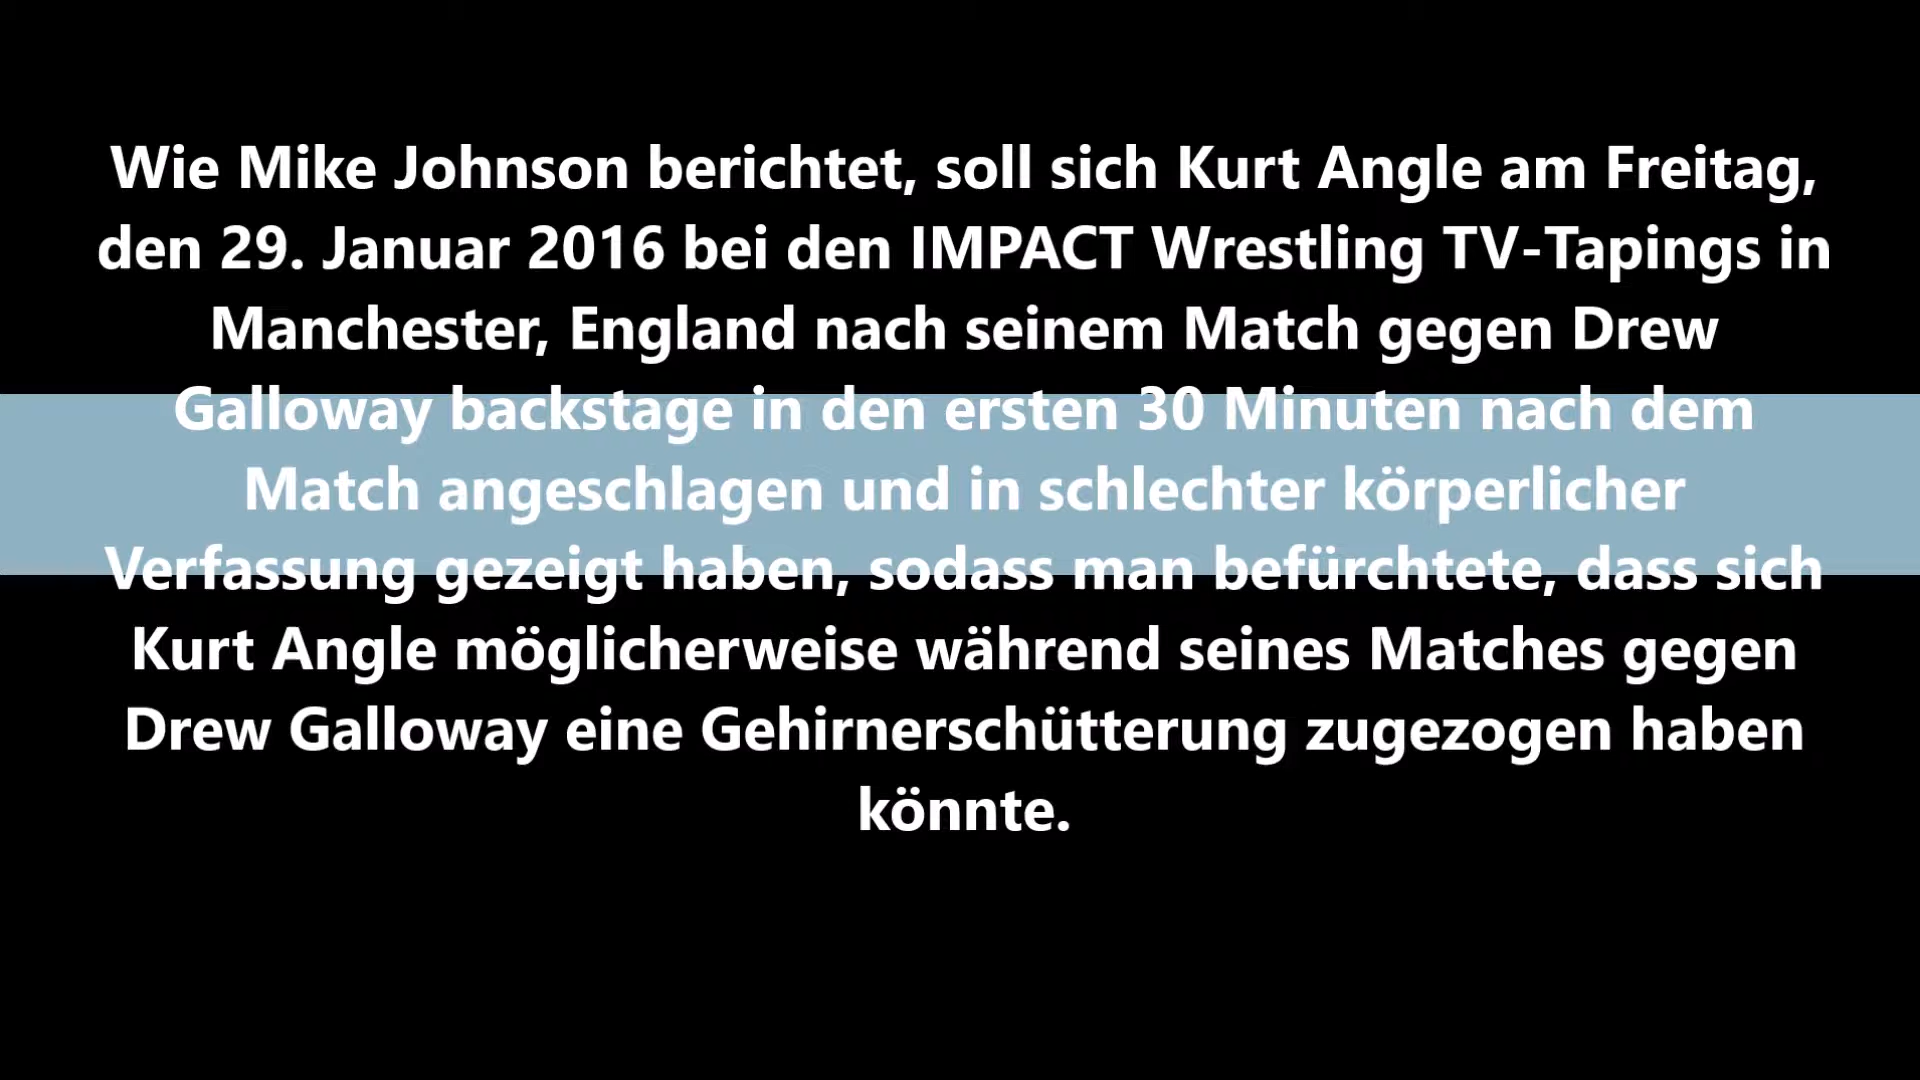 Wie Mike Johnson berichtet, soll sich Kurt Angle am Freitag,
den 29. Januar 2016 bei den IMPACT Wrestling TV-Tapings in
Manchester, England nach seinem Match gegen Drew
Galloway backstage in den ersten 30 Minuten nach dem
Match angeschlagen und in schlechter körperlicher
Verfassung gezeigt haben, sodass man befürchtete, dass sich
Kurt Angle möglicherweise während seines Matches gegen
Drew Galloway eine Gehirnerschütterung zugezogen haben
könnte.